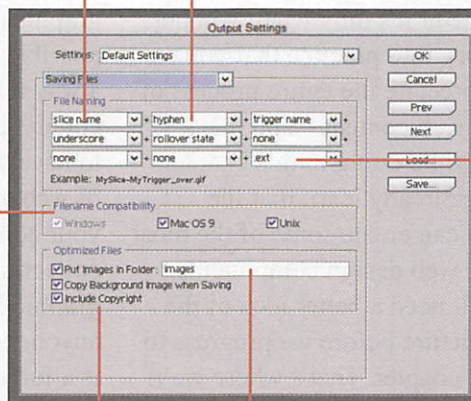 Output Settings
Settings: Default Settings
OK
Saving Files
Cancel
File Naming
Prev
slice name + hyphen + trigger name +
Next
underscore + rollover state + none +
none + none + .ext
Load...
Example: MySlice-MyTrigger_over.gif
Save...
Filename Compatibility
Windows Mac OS 9 Unix
Optimized Files
Put Images in Folder: images
Copy Background Image when Saving
Include Copyright